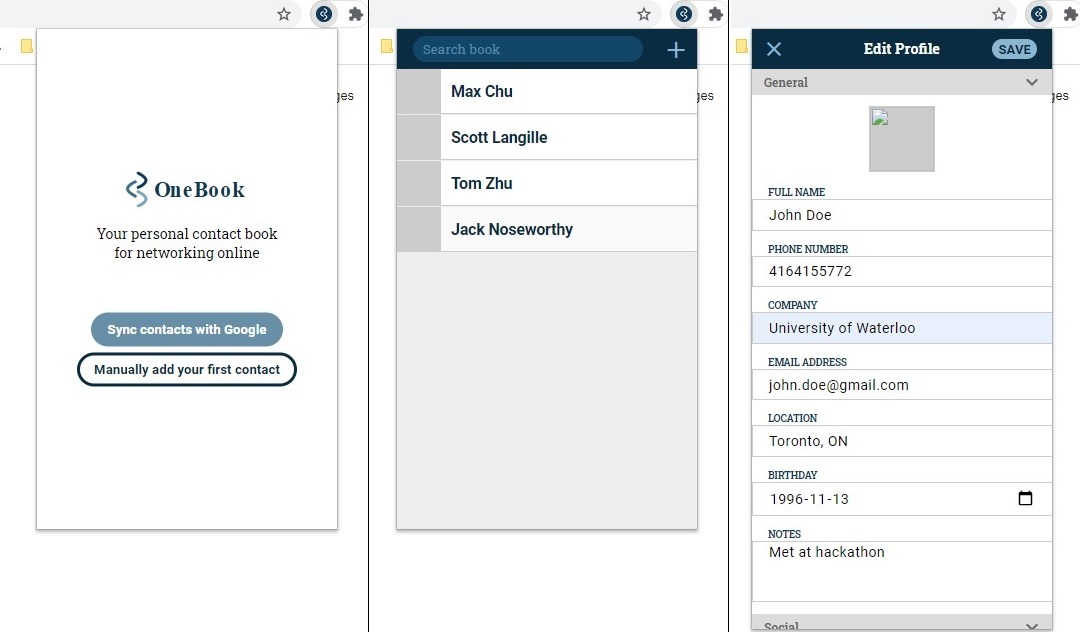 OneBook
Your personal contact book
for networking online
Sync contacts with Google
Manually add your first contact
Search book
Max Chu
Scott Langille
Tom Zhu
Jack Noseworthy
Edit Profile
SAVE
General
FULL NAME
John Doe
PHONE NUMBER
4164155772
COMPANY
University of Waterloo
EMAIL ADDRESS
john.doe@gmail.com
LOCATION
Toronto, ON
BIRTHDAY
1996-11-13
NOTES
Met at hackathon
Social